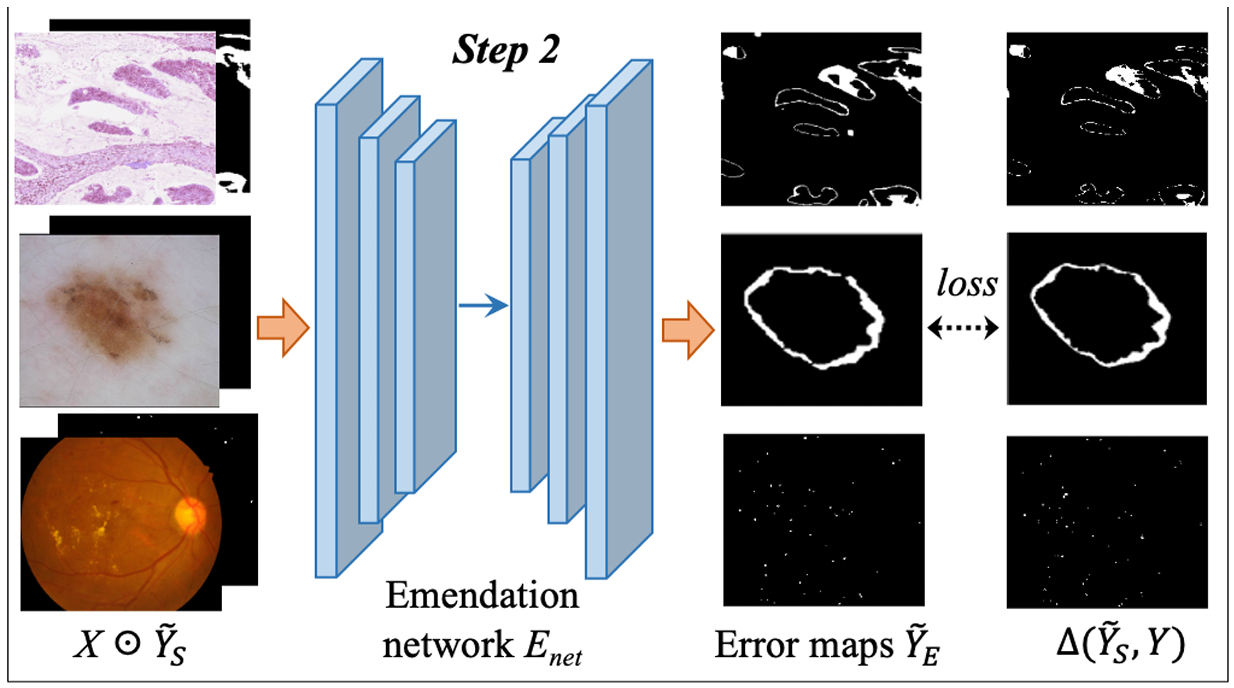 Step 2
loss
X ⊙ Ỹ_S
Emendation
network E_net
Error maps Ỹ_E
Δ(Ỹ_S, Y)